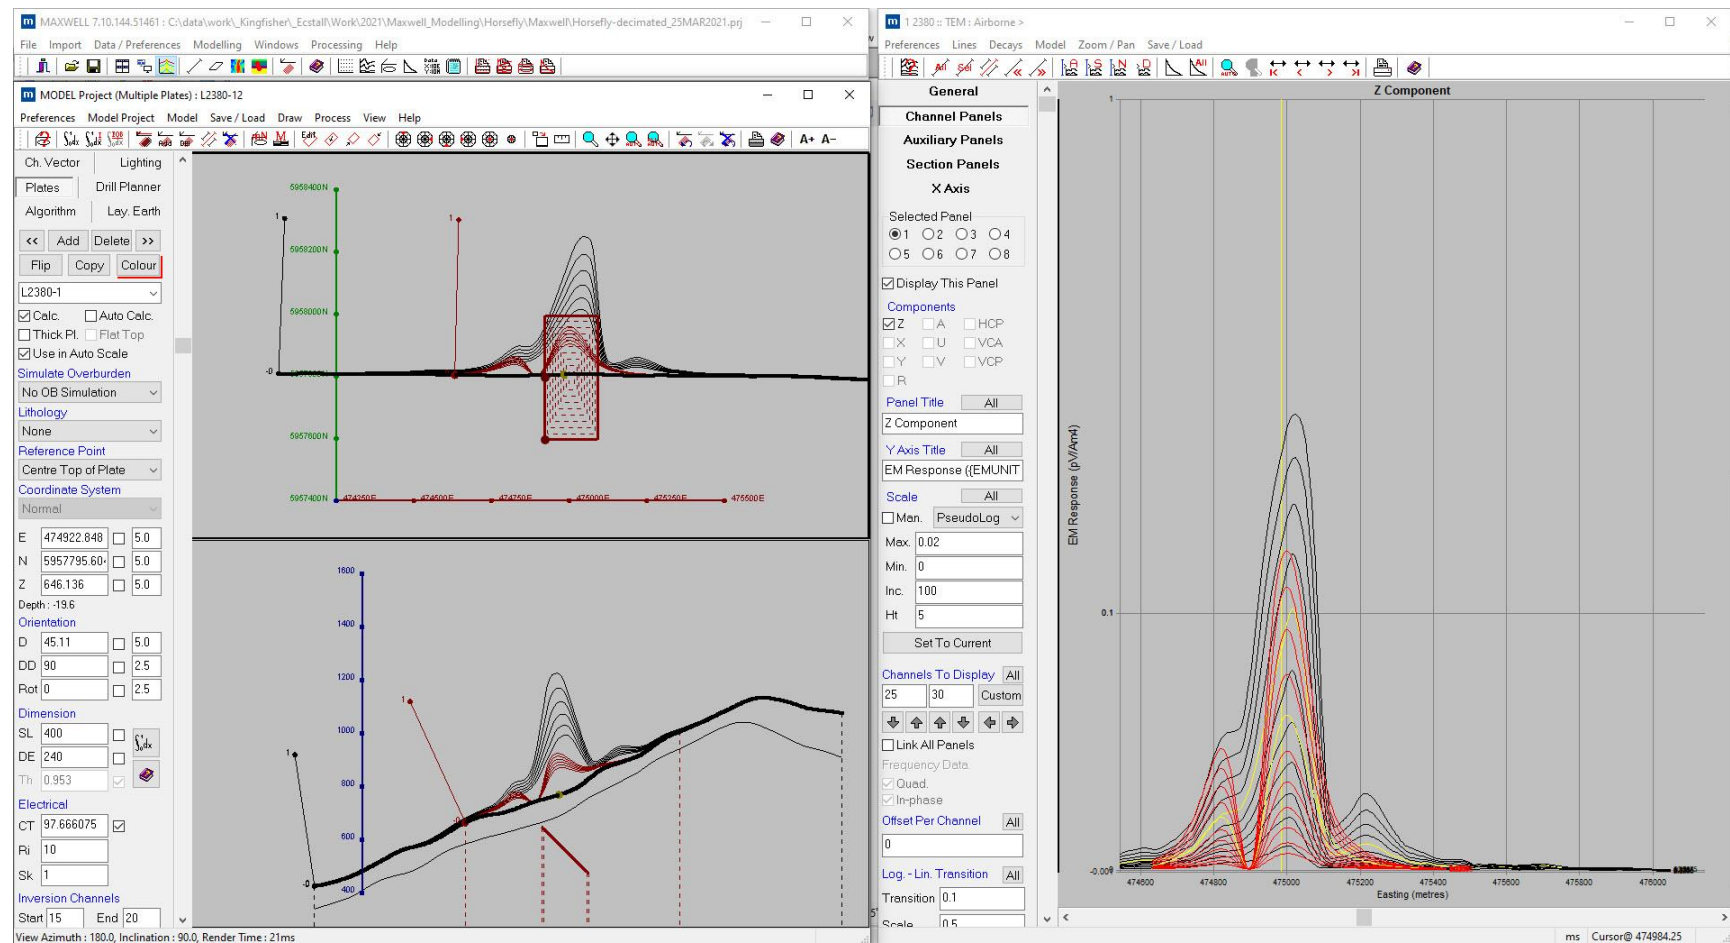 MAXWELL 7.10.144.51461 : C:\data\work\_Kingfisher\_Ecstall\Work\2021\Maxwell_Modelling\Horsefly\Maxwell\Horsefly-decimated_25MAR2021.prj
File Import Data / Preferences Modelling Windows Processing Help
MODEL Project (Multiple Plates) : L2380-12
Preferences Model Project Model Save / Load Draw Process View Help
A+ A-
Ch. Vector Lighting
Plates Drill Planner
Algorithm Lay. Earth
<< Add Delete >>
Flip Copy Colour
L2380-1
Calc. Auto Calc.
Thick Pl. Flat Top
Use in Auto Scale
Simulate Overburden
No OB Simulation
Lithology
None
Reference Point
Centre Top of Plate
Coordinate System
Normal
E 474922.848 5.0
N 5957795.60 5.0
Z 646.136 5.0
Depth : -19.6
Orientation
D 45.11 5.0
DD 90 2.5
Rot 0 2.5
Dimension
SL 400
DE 240
Th 0.953
Electrical
CT 97.666075
Ri 10
Sk 1
Inversion Channels
Start 15 End 20
View Azimuth : 180.0, Inclination : 90.0, Render Time : 21ms
5958400N
1 1
5958200N
5958000N
-0
5957600N
5957400N 474250E 474500E 474750E 475000E 475250E 475500E
1600
1400
1200
1
1000
1
800
-0
600
-0
400
1 2380 :: TEM : Airborne >
Preferences Lines Decays Model Zoom / Pan Save / Load
General
Channel Panels
Auxiliary Panels
Section Panels
X Axis
Selected Panel
1 2 3 4
5 6 7 8
Display This Panel
Components
Z A HCP
X U VCA
Y V VCP
R
Panel Title All
Z Component
Y Axis Title All
EM Response ({EMUNIT
Scale All
Man. PseudoLog
Max. 0.02
Min. 0
Inc. 100
Ht 5
Set To Current
Channels To Display All
25 30 Custom
Link All Panels
Frequency Data
Quad.
In-phase
Offset Per Channel All
0
Log. - Lin. Transition All
Transition 0.1
Scale 0.5
Z Component
1
EM Response (pV/Am4)
0.1
474600 474800 475000 475200 475400 475600 475800 476000
Easting (metres)
ms Cursor@ 474984.25